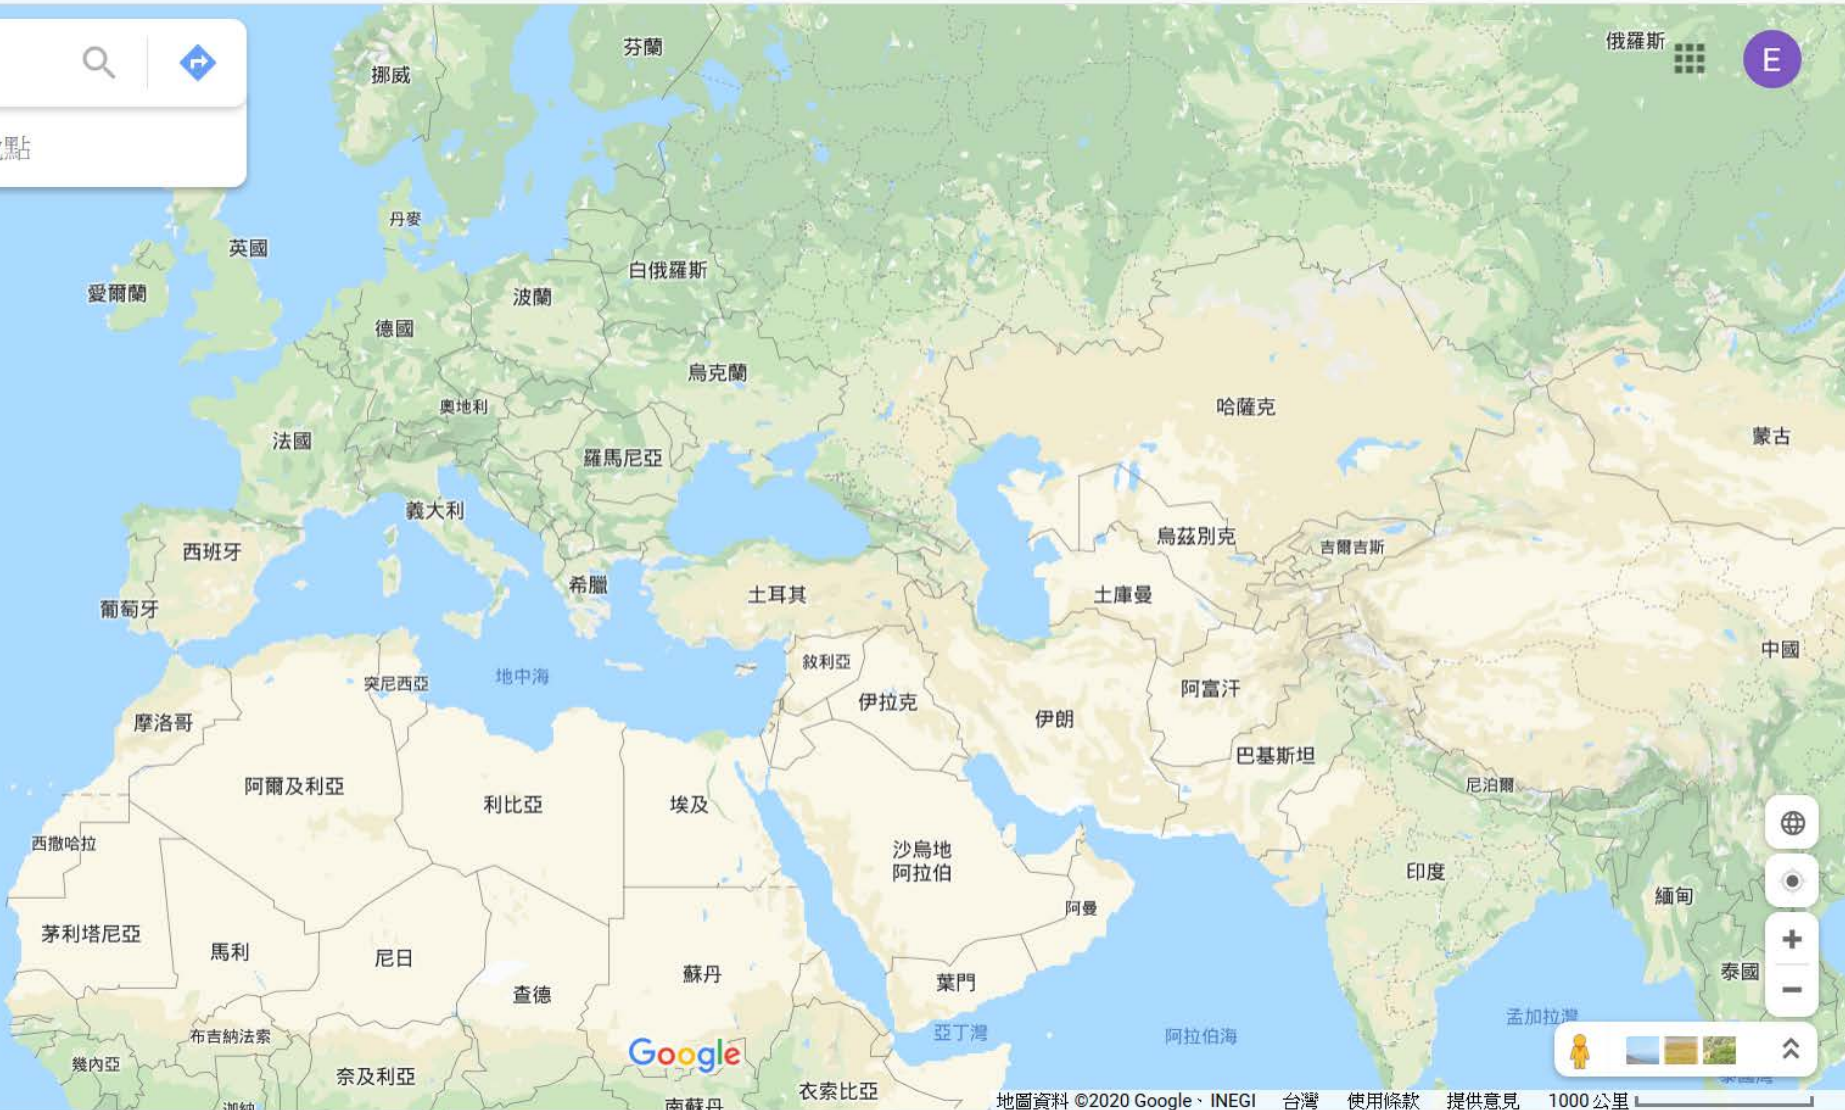 芬蘭
俄羅斯
E
挪威
點
丹麥
英國
白俄羅斯
愛爾蘭
波蘭
德國
烏克蘭
奧地利
哈薩克
法國
蒙古
羅馬尼亞
義大利
烏茲別克
吉爾吉斯
西班牙
希臘
土耳其
土庫曼
葡萄牙
中國
敘利亞
地中海
突尼西亞
阿富汗
伊拉克
伊朗
摩洛哥
巴基斯坦
尼泊爾
阿爾及利亞
利比亞
埃及
西撒哈拉
沙烏地
阿拉伯
印度
緬甸
阿曼
茅利塔尼亞
馬利
尼日
蘇丹
泰國
葉門
查德
孟加拉灣
亞丁灣
阿拉伯海
布吉納法索
Google
幾內亞
奈及利亞
衣索比亞
南蘇丹
迦納
泰國灣
地圖資料 ©2020 Google、INEGI 台灣 使用條款 提供意見 1000 公里